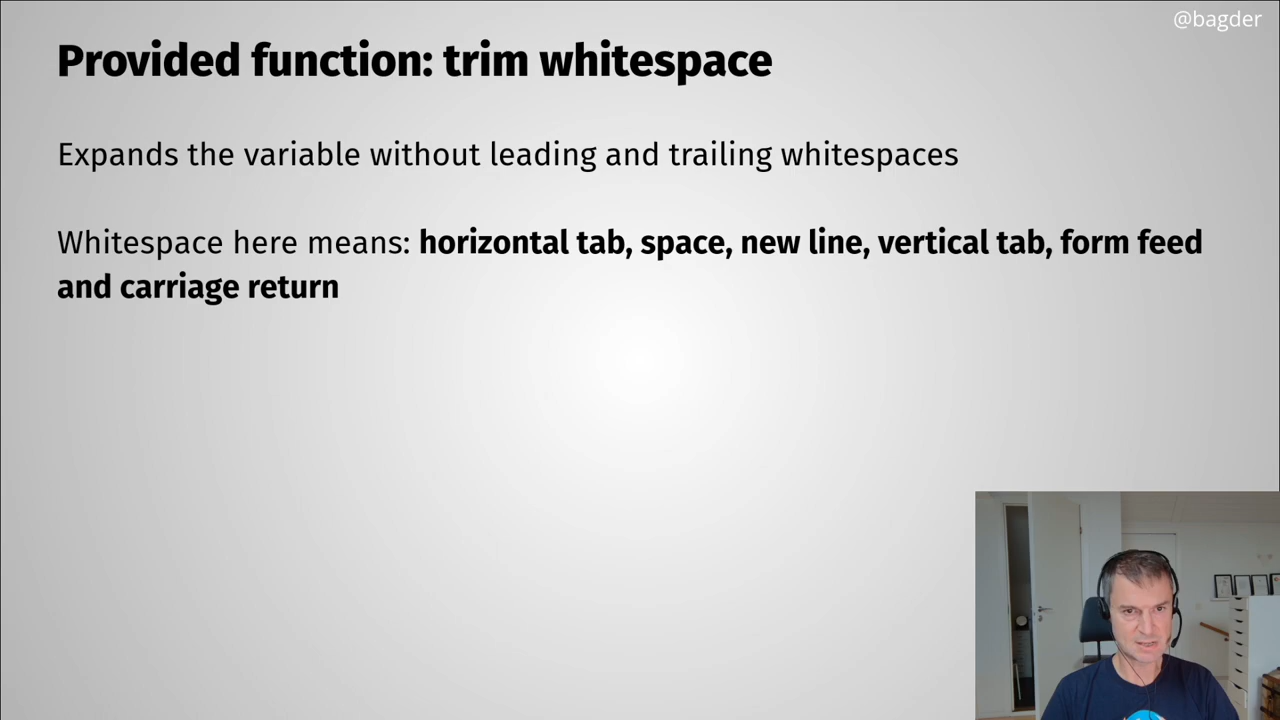 @bagder
Provided function: trim whitespace
Expands the variable without leading and trailing whitespaces
Whitespace here means: horizontal tab, space, new line, vertical tab, form feed
and carriage return